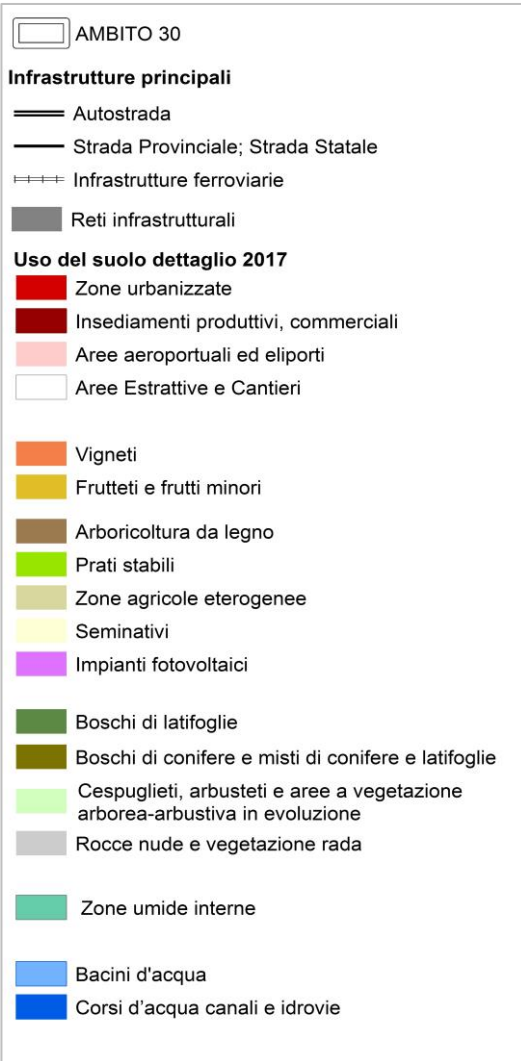 AMBITO 30
Infrastrutture principali
Autostrada
Strada Provinciale; Strada Statale
Infrastrutture ferroviarie
Reti infrastrutturali
Uso del suolo dettaglio 2017
Zone urbanizzate
Insediamenti produttivi, commerciali
Aree aeroportuali ed eliporti
Aree Estrattive e Cantieri
Vigneti
Frutteti e frutti minori
Arboricoltura da legno
Prati stabili
Zone agricole eterogenee
Seminativi
Impianti fotovoltaici
Boschi di latifoglie
Boschi di conifere e misti di conifere e latifoglie
Cespuglieti, arbusteti e aree a vegetazione
arborea-arbustiva in evoluzione
Rocce nude e vegetazione rada
Zone umide interne
Bacini d'acqua
Corsi d’acqua canali e idrovie